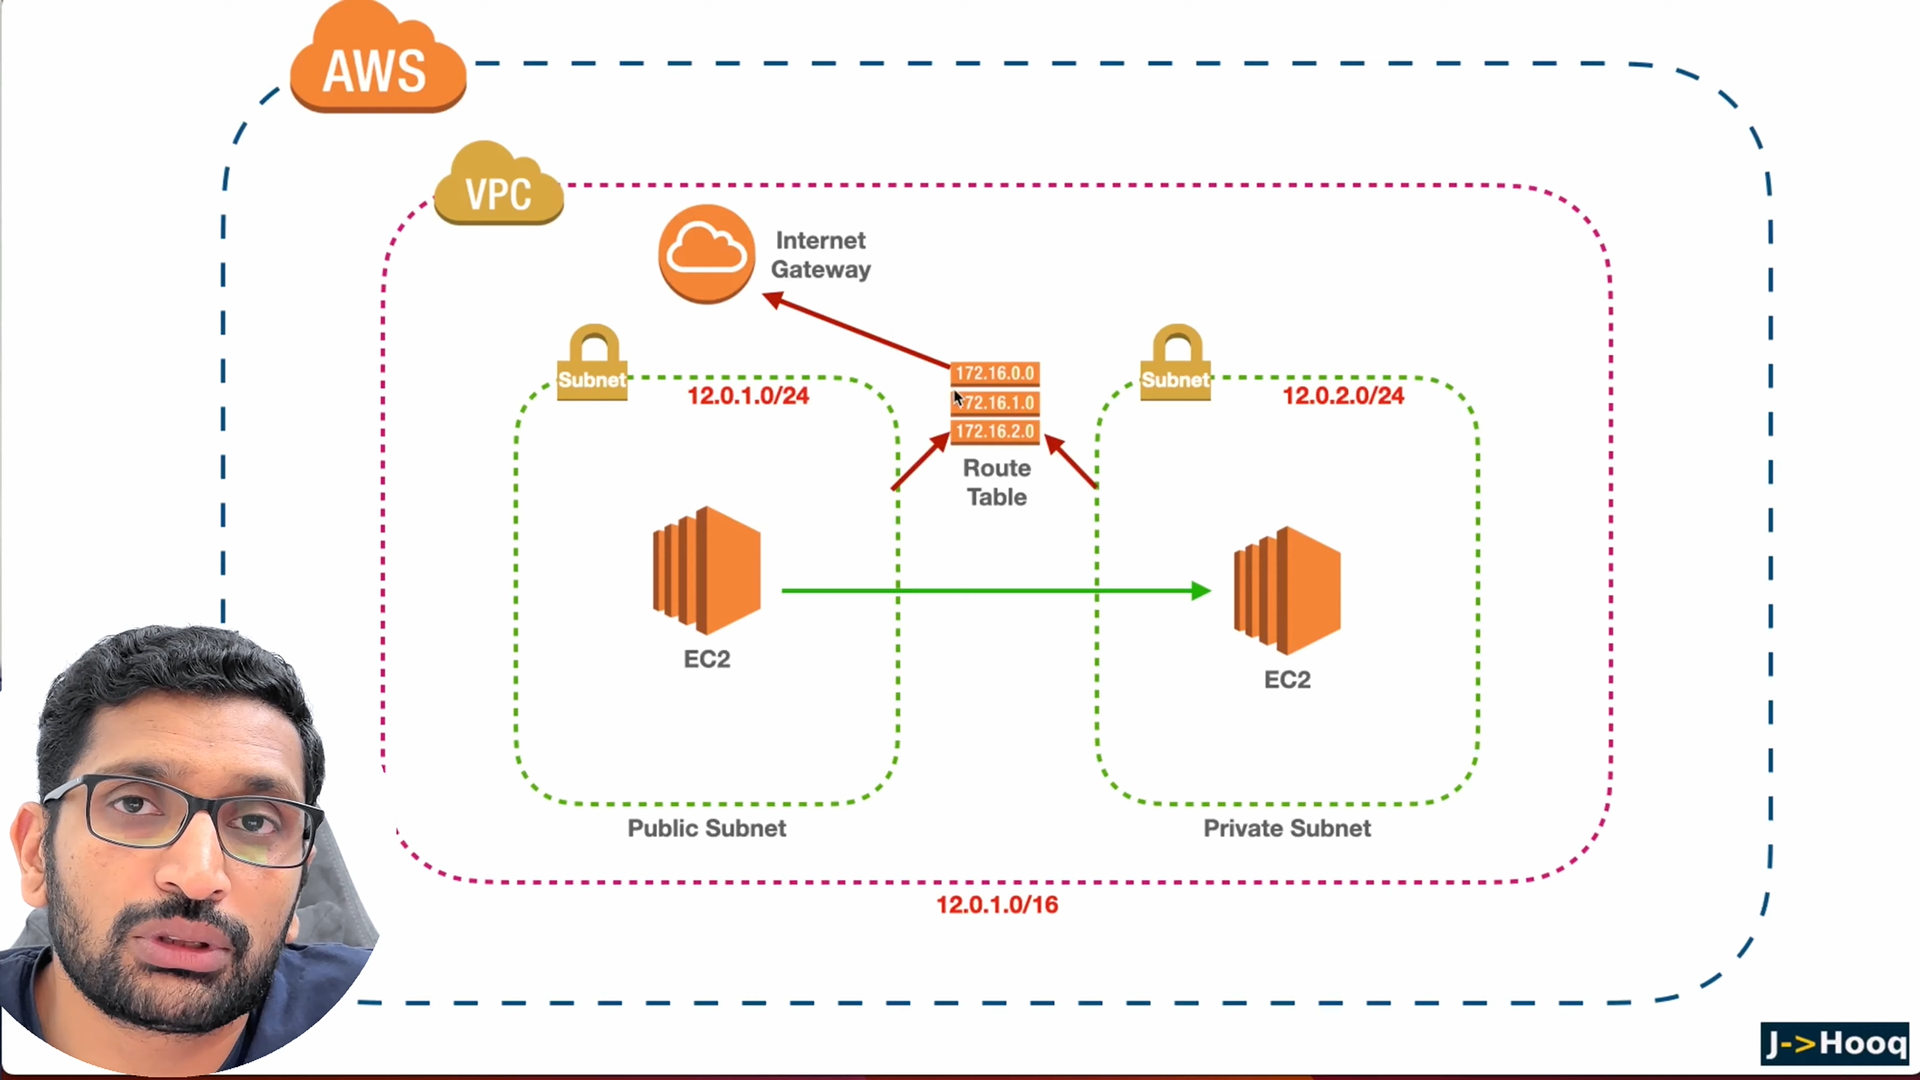 AWS
VPC
Internet
Gateway
Subnet
12.0.1.0/24
172.16.0.0
172.16.1.0
172.16.2.0
Route
Table
Subnet
12.0.2.0/24
EC2
EC2
Public Subnet
Private Subnet
12.0.1.0/16
J->Hooq